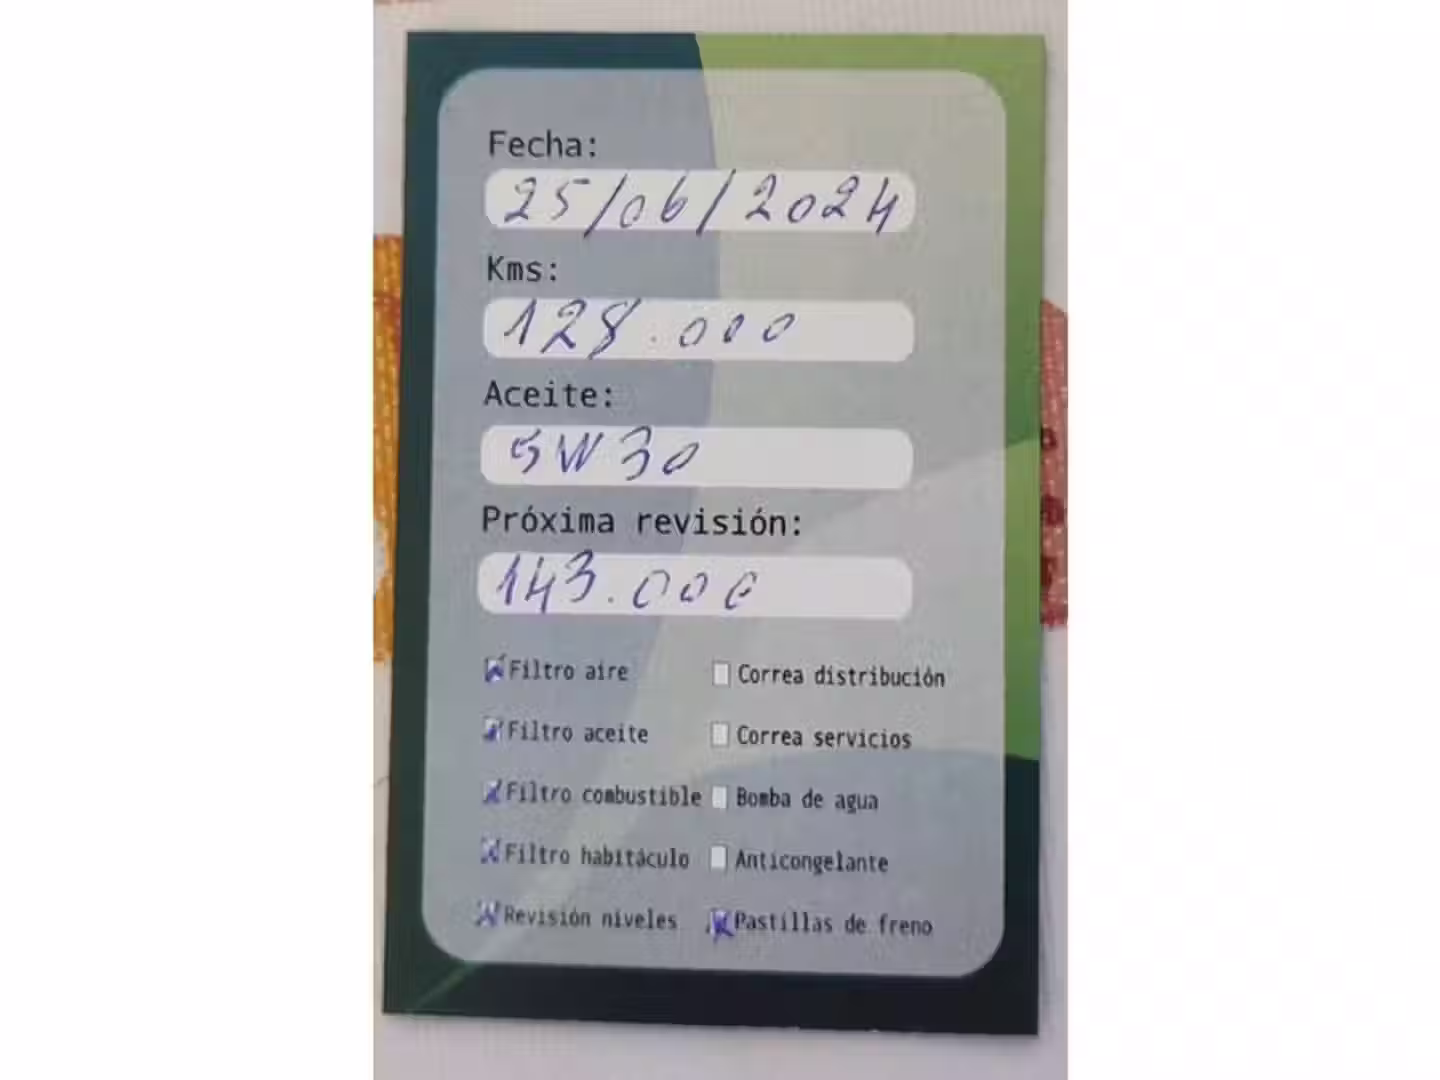 Fecha:
25/06/2024
Kms:
128.000
Aceite:
5W30
Próxima revisión:
143.000
Filtro aire
Correa distribución
Filtro aceite
Correa servicios
Filtro combustible
Bomba de agua
Filtro habitáculo
Anticongelante
Revisión niveles
Pastillas de freno